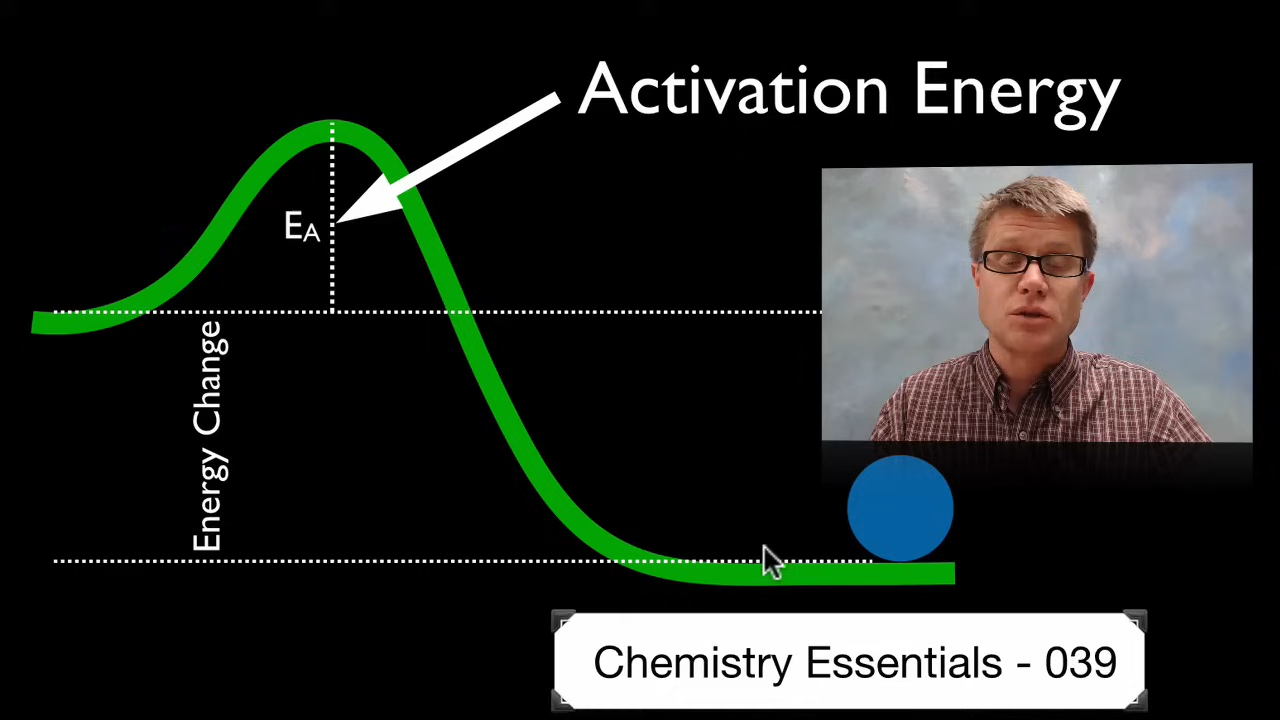 Activation Energy
EA
Energy Change
Chemistry Essentials - 039